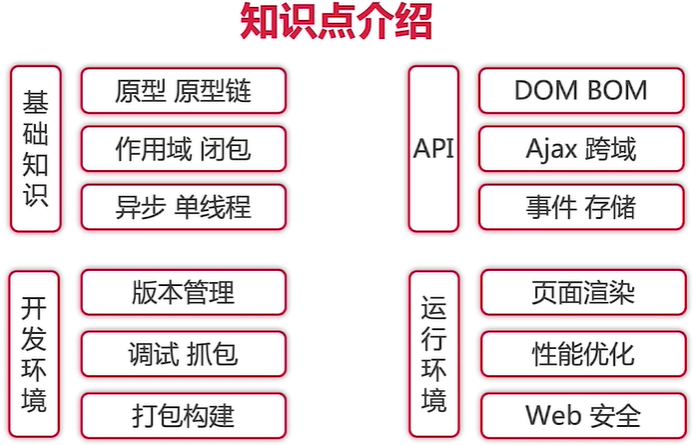 知识点介绍
基础知识
原型 原型链
作用域 闭包
异步 单线程
API
DOM BOM
Ajax 跨域
事件 存储
开发环境
版本管理
调试 抓包
打包构建
运行环境
页面渲染
性能优化
Web 安全